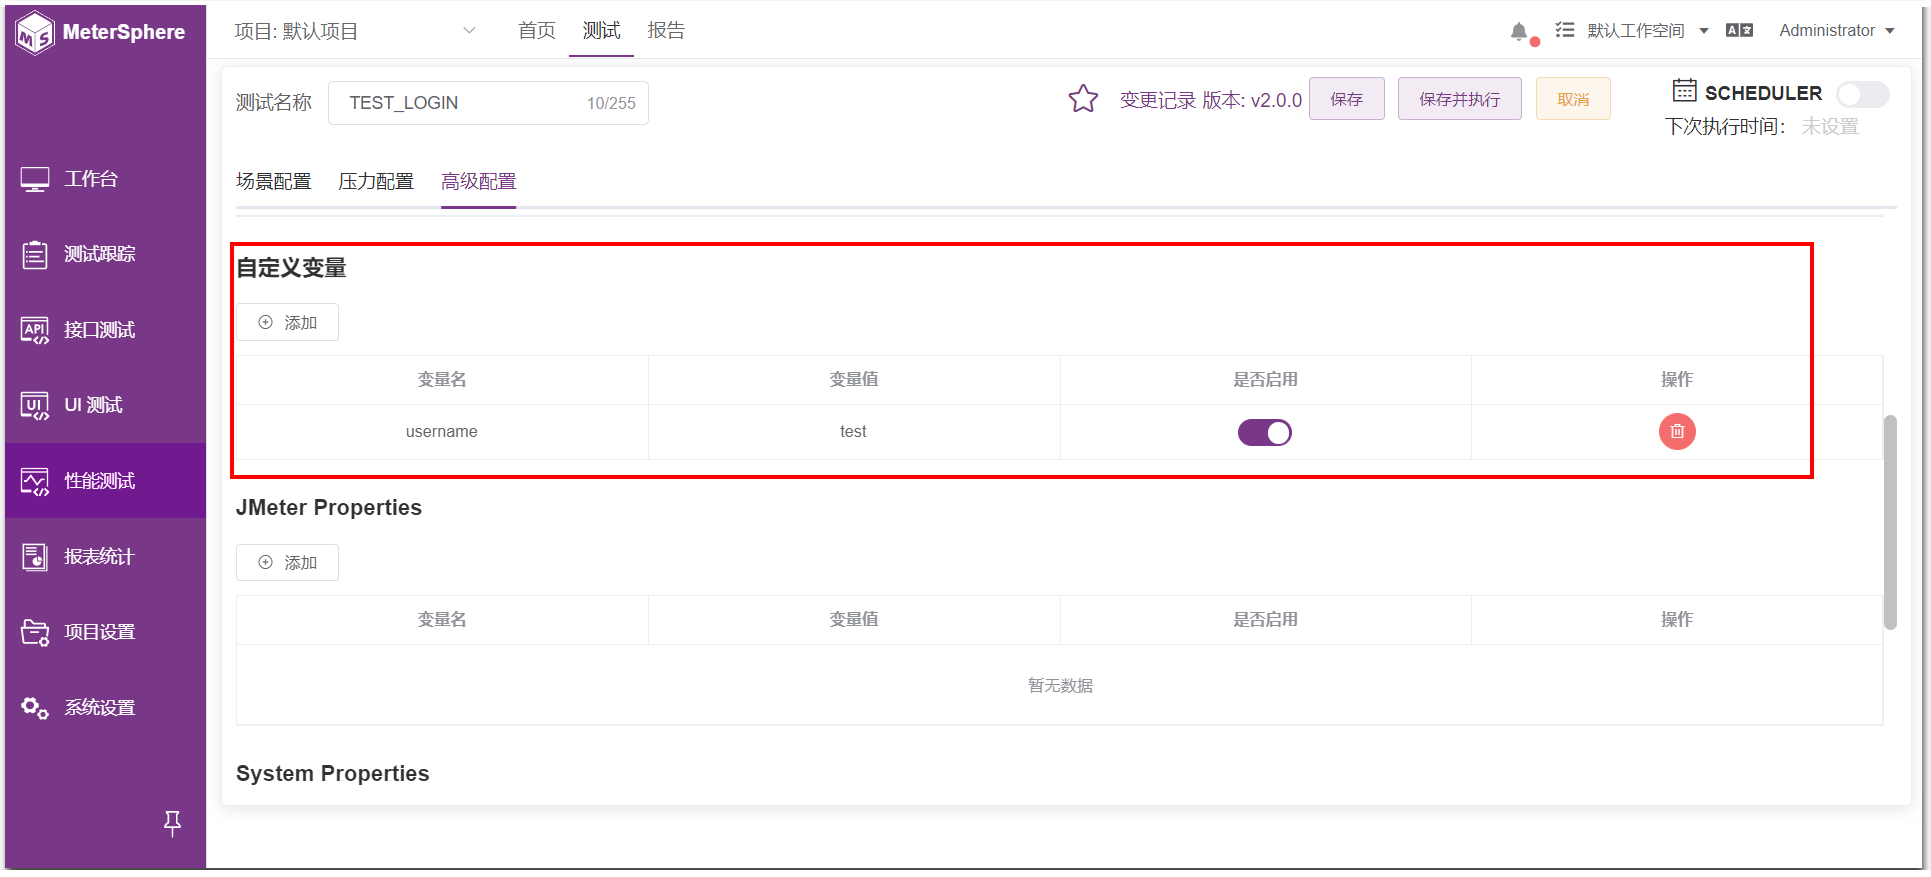 MeterSphere
项目: 默认项目
首页
测试
报告
默认工作空间
Administrator
测试名称
TEST_LOGIN
10/255
变更记录 版本: v2.0.0
保存
保存并执行
取消
SCHEDULER
下次执行时间： 未设置
工作台
测试跟踪
API 接口测试
UI UI 测试
性能测试
报表统计
项目设置
系统设置
场景配置
压力配置
高级配置
自定义变量
添加
变量名 变量值 是否启用 操作
username test
JMeter Properties
添加
变量名 变量值 是否启用 操作
暂无数据
System Properties